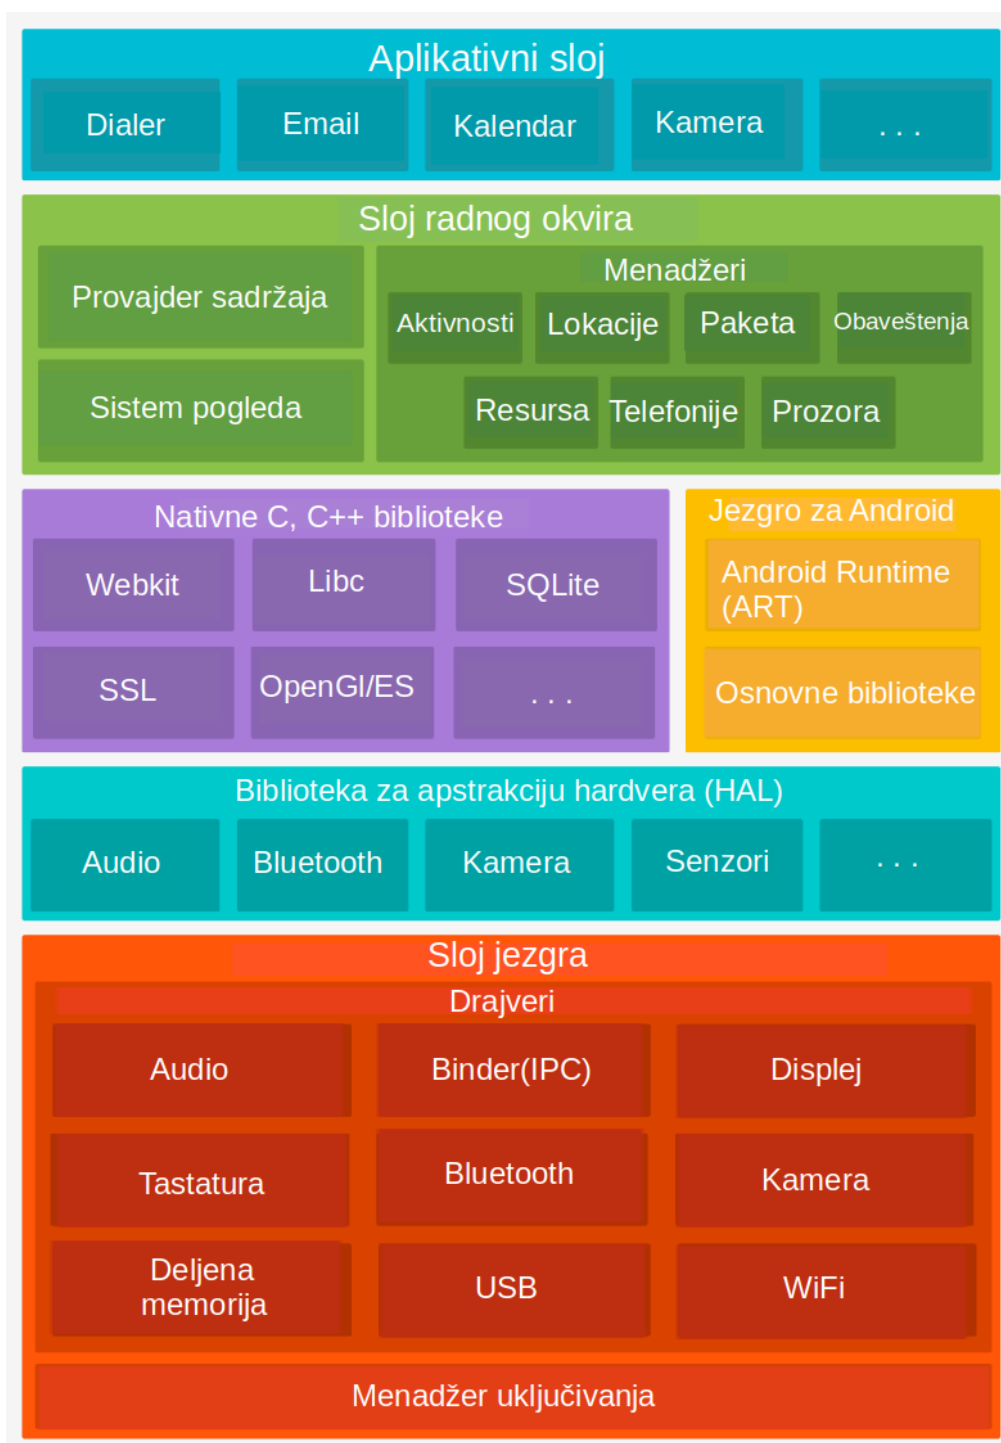 Aplikativni sloj
Dialer
Email
Kalendar
Kamera
. . .
Sloj radnog okvira
Provajder sadržaja
Sistem pogleda
Menadžeri
Aktivnosti
Lokacije
Paketa
Obaveštenja
Resursa
Telefonije
Prozora
Nativne C, C++ biblioteke
Webkit
Libc
SQLite
SSL
OpenGl/ES
. . .
Jezgro za Android
Android Runtime
(ART)
Osnovne biblioteke
Biblioteka za apstrakciju hardvera (HAL)
Audio
Bluetooth
Kamera
Senzori
. . .
Sloj jezgra
Drajveri
Audio
Binder(IPC)
Displej
Tastatura
Bluetooth
Kamera
Deljena
memorija
USB
WiFi
Menadžer uključivanja